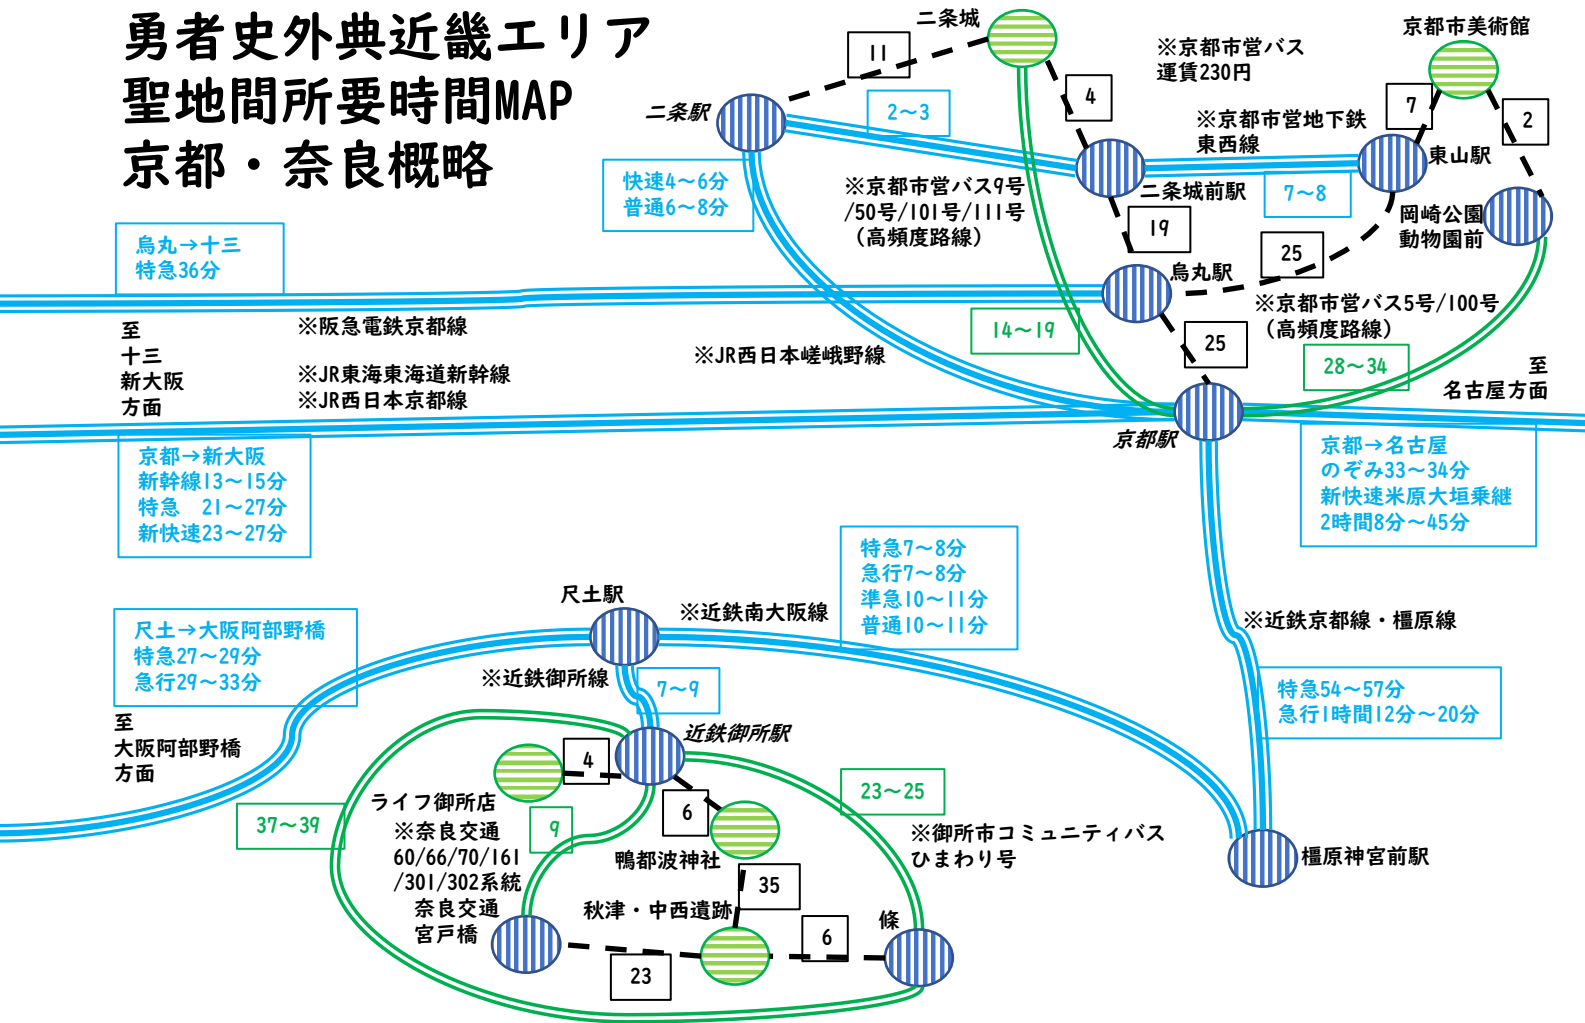 勇者史外典近畿エリア
聖地間所要時間MAP
京都・奈良概略
二条城
11
4
※京都市営バス
運賃230円
京都市美術館
7
2
二条駅
2～3
※京都市営地下鉄
東西線
東山駅
快速4～6分
普通6～8分
※京都市営バス9号
/50号/101号/111号
（高頻度路線）
二条城前駅
7～8
岡崎公園
動物園前
19
25
烏丸→十三
特急36分
烏丸駅
※京都市営バス5号/100号
（高頻度路線）
至
十三
新大阪
方面
※阪急電鉄京都線
※JR東海東海道新幹線
※JR西日本京都線
※JR西日本嵯峨野線
14～19
25
28～34
至
名古屋方面
京都駅
京都→新大阪
新幹線13～15分
特急　21～27分
新快速23～27分
京都→名古屋
のぞみ33～34分
新快速米原大垣乗継
2時間8分～45分
特急7～8分
急行7～8分
準急10～11分
普通10～11分
尺土駅
※近鉄南大阪線
※近鉄京都線・橿原線
尺土→大阪阿部野橋
特急27～29分
急行29～33分
※近鉄御所線
7～9
特急54～57分
急行1時間12分～20分
至
大阪阿部野橋
方面
近鉄御所駅
4
6
23～25
37～39
ライフ御所店
9
※奈良交通
60/66/70/161
/301/302系統
奈良交通
宮戸橋
鴨都波神社
※御所市コミュニティバス
ひまわり号
橿原神宮前駅
35
秋津・中西遺跡
6
條
23